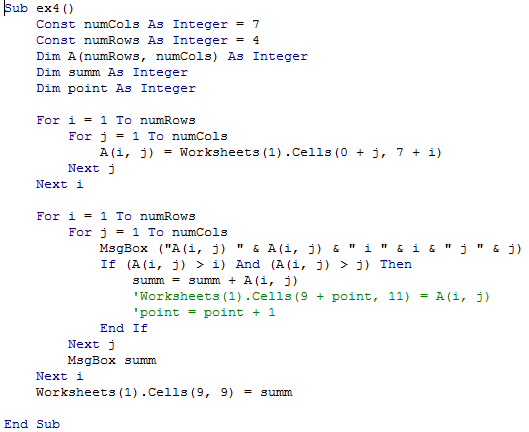 Sub ex4()
    Const numCols As Integer = 7
    Const numRows As Integer = 4
    Dim A(numRows, numCols) As Integer
    Dim summ As Integer
    Dim point As Integer

    For i = 1 To numRows
        For j = 1 To numCols
            A(i, j) = Worksheets(1).Cells(0 + j, 7 + i)
        Next j
    Next i

    For i = 1 To numRows
        For j = 1 To numCols
            MsgBox ("A(i, j) " & A(i, j) & " i " & i & " j " & j)
            If (A(i, j) > i) And (A(i, j) > j) Then
                summ = summ + A(i, j)
                'Worksheets(1).Cells(9 + point, 11) = A(i, j)
                'point = point + 1
            End If
        Next j
        MsgBox summ
    Next i
    Worksheets(1).Cells(9, 9) = summ

End Sub